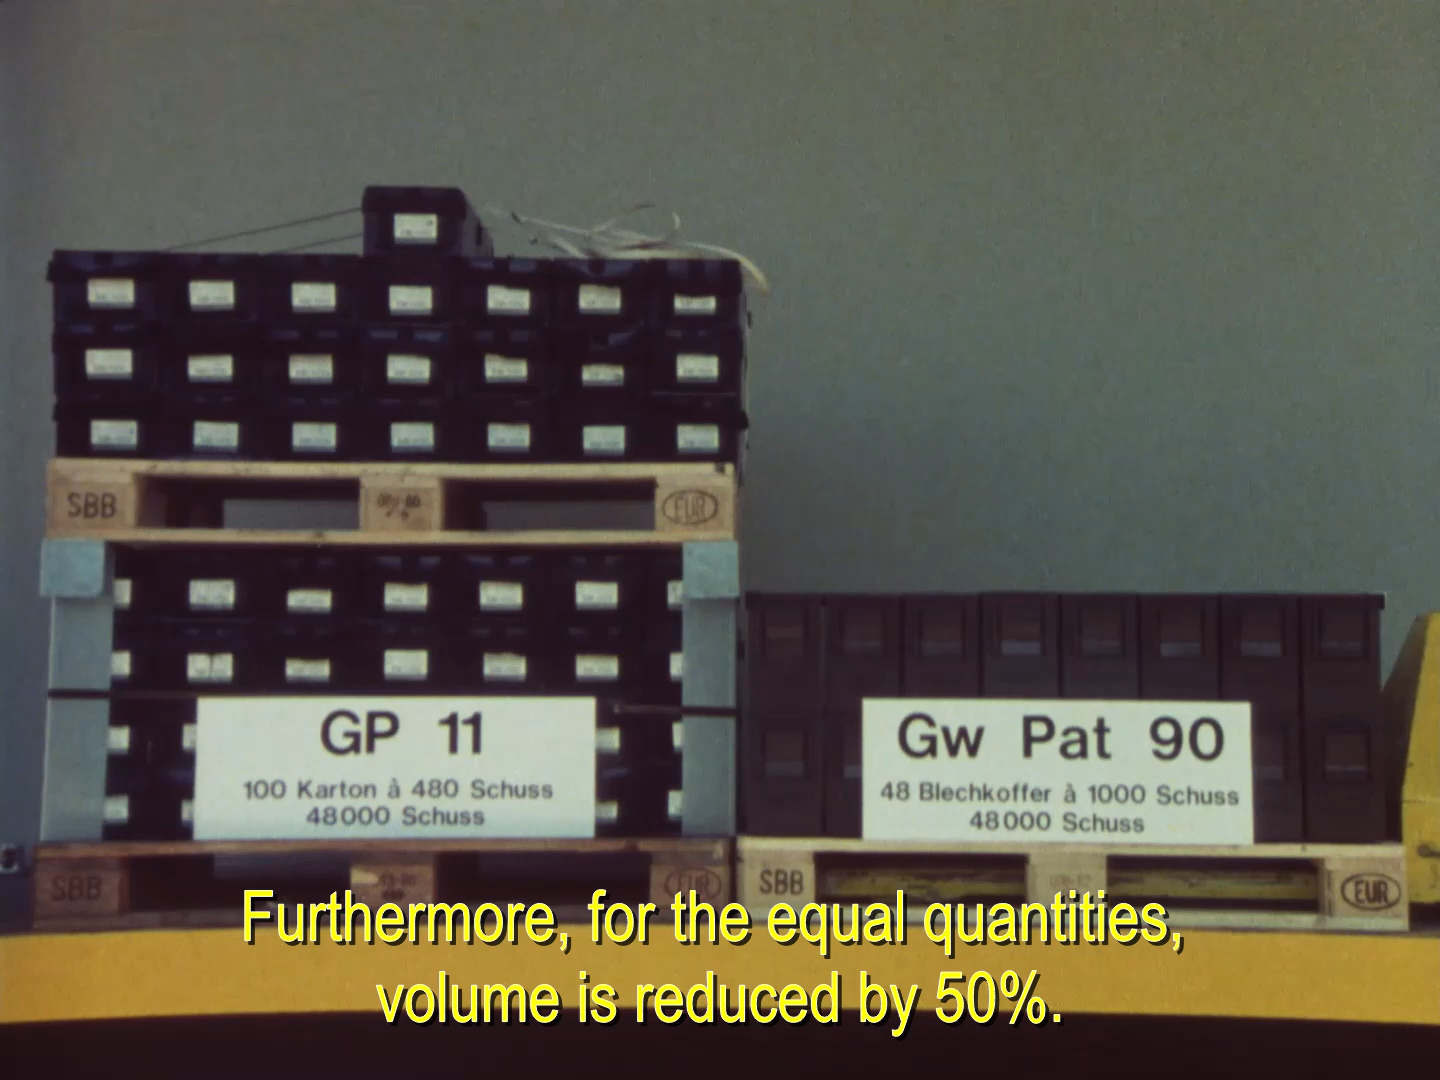 SBB
EUR
GP 11
100 Karton à 480 Schuss
48000 Schuss
Gw Pat 90
48 Blechkoffer à 1000 Schuss
48000 Schuss
SBB
EUR
SBB
EUR
Furthermore, for the equal quantities,
volume is reduced by 50%.